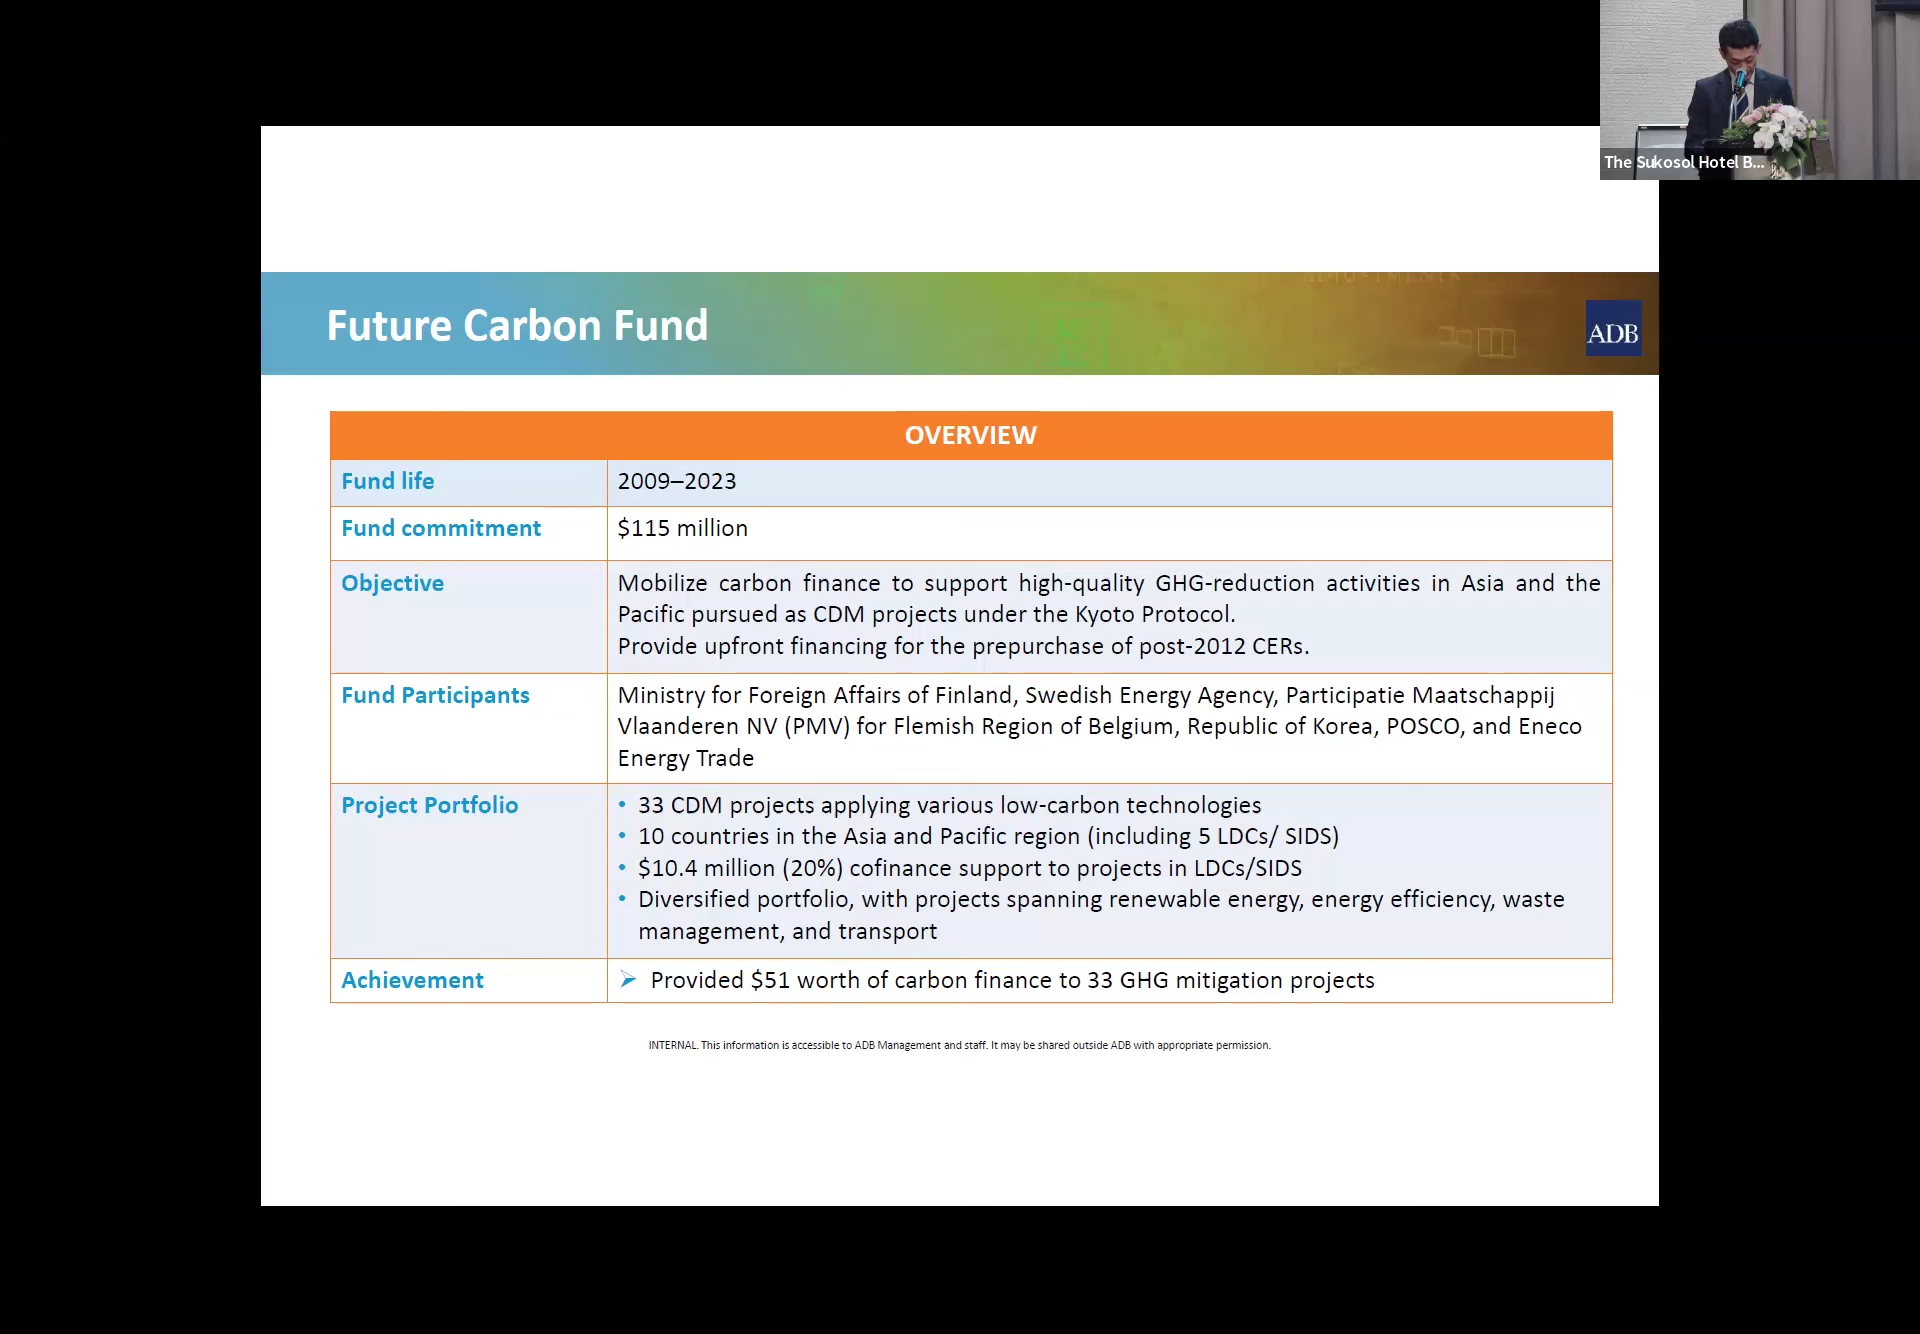 The Sukosol Hotel B...
Future Carbon Fund
ADB
OVERVIEW
Fund life
2009–2023
Fund commitment
$115 million
Objective
Mobilize carbon finance to support high-quality GHG-reduction activities in Asia and the
Pacific pursued as CDM projects under the Kyoto Protocol.
Provide upfront financing for the prepurchase of post-2012 CERs.
Fund Participants
Ministry for Foreign Affairs of Finland, Swedish Energy Agency, Participatie Maatschappij
Vlaanderen NV (PMV) for Flemish Region of Belgium, Republic of Korea, POSCO, and Eneco
Energy Trade
Project Portfolio
• 33 CDM projects applying various low-carbon technologies
• 10 countries in the Asia and Pacific region (including 5 LDCs/ SIDS)
• $10.4 million (20%) cofinance support to projects in LDCs/SIDS
• Diversified portfolio, with projects spanning renewable energy, energy efficiency, waste
management, and transport
Achievement
➢ Provided $51 worth of carbon finance to 33 GHG mitigation projects
INTERNAL. This information is accessible to ADB Management and staff. It may be shared outside ADB with appropriate permission.